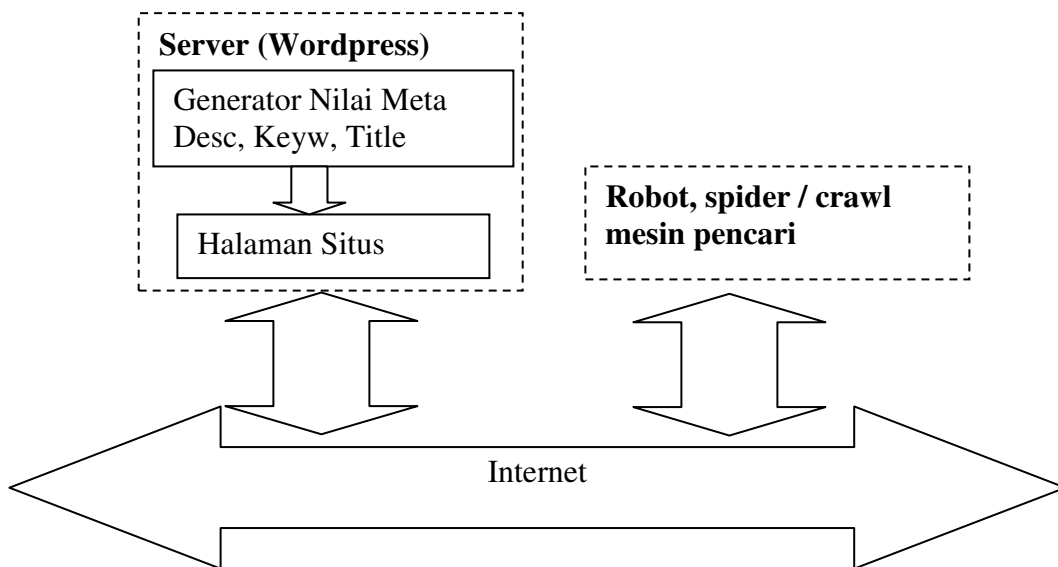 Server (Wordpress)
Generator Nilai Meta
Desc, Keyw, Title
Halaman Situs
Robot, spider / crawl
mesin pencari
Internet